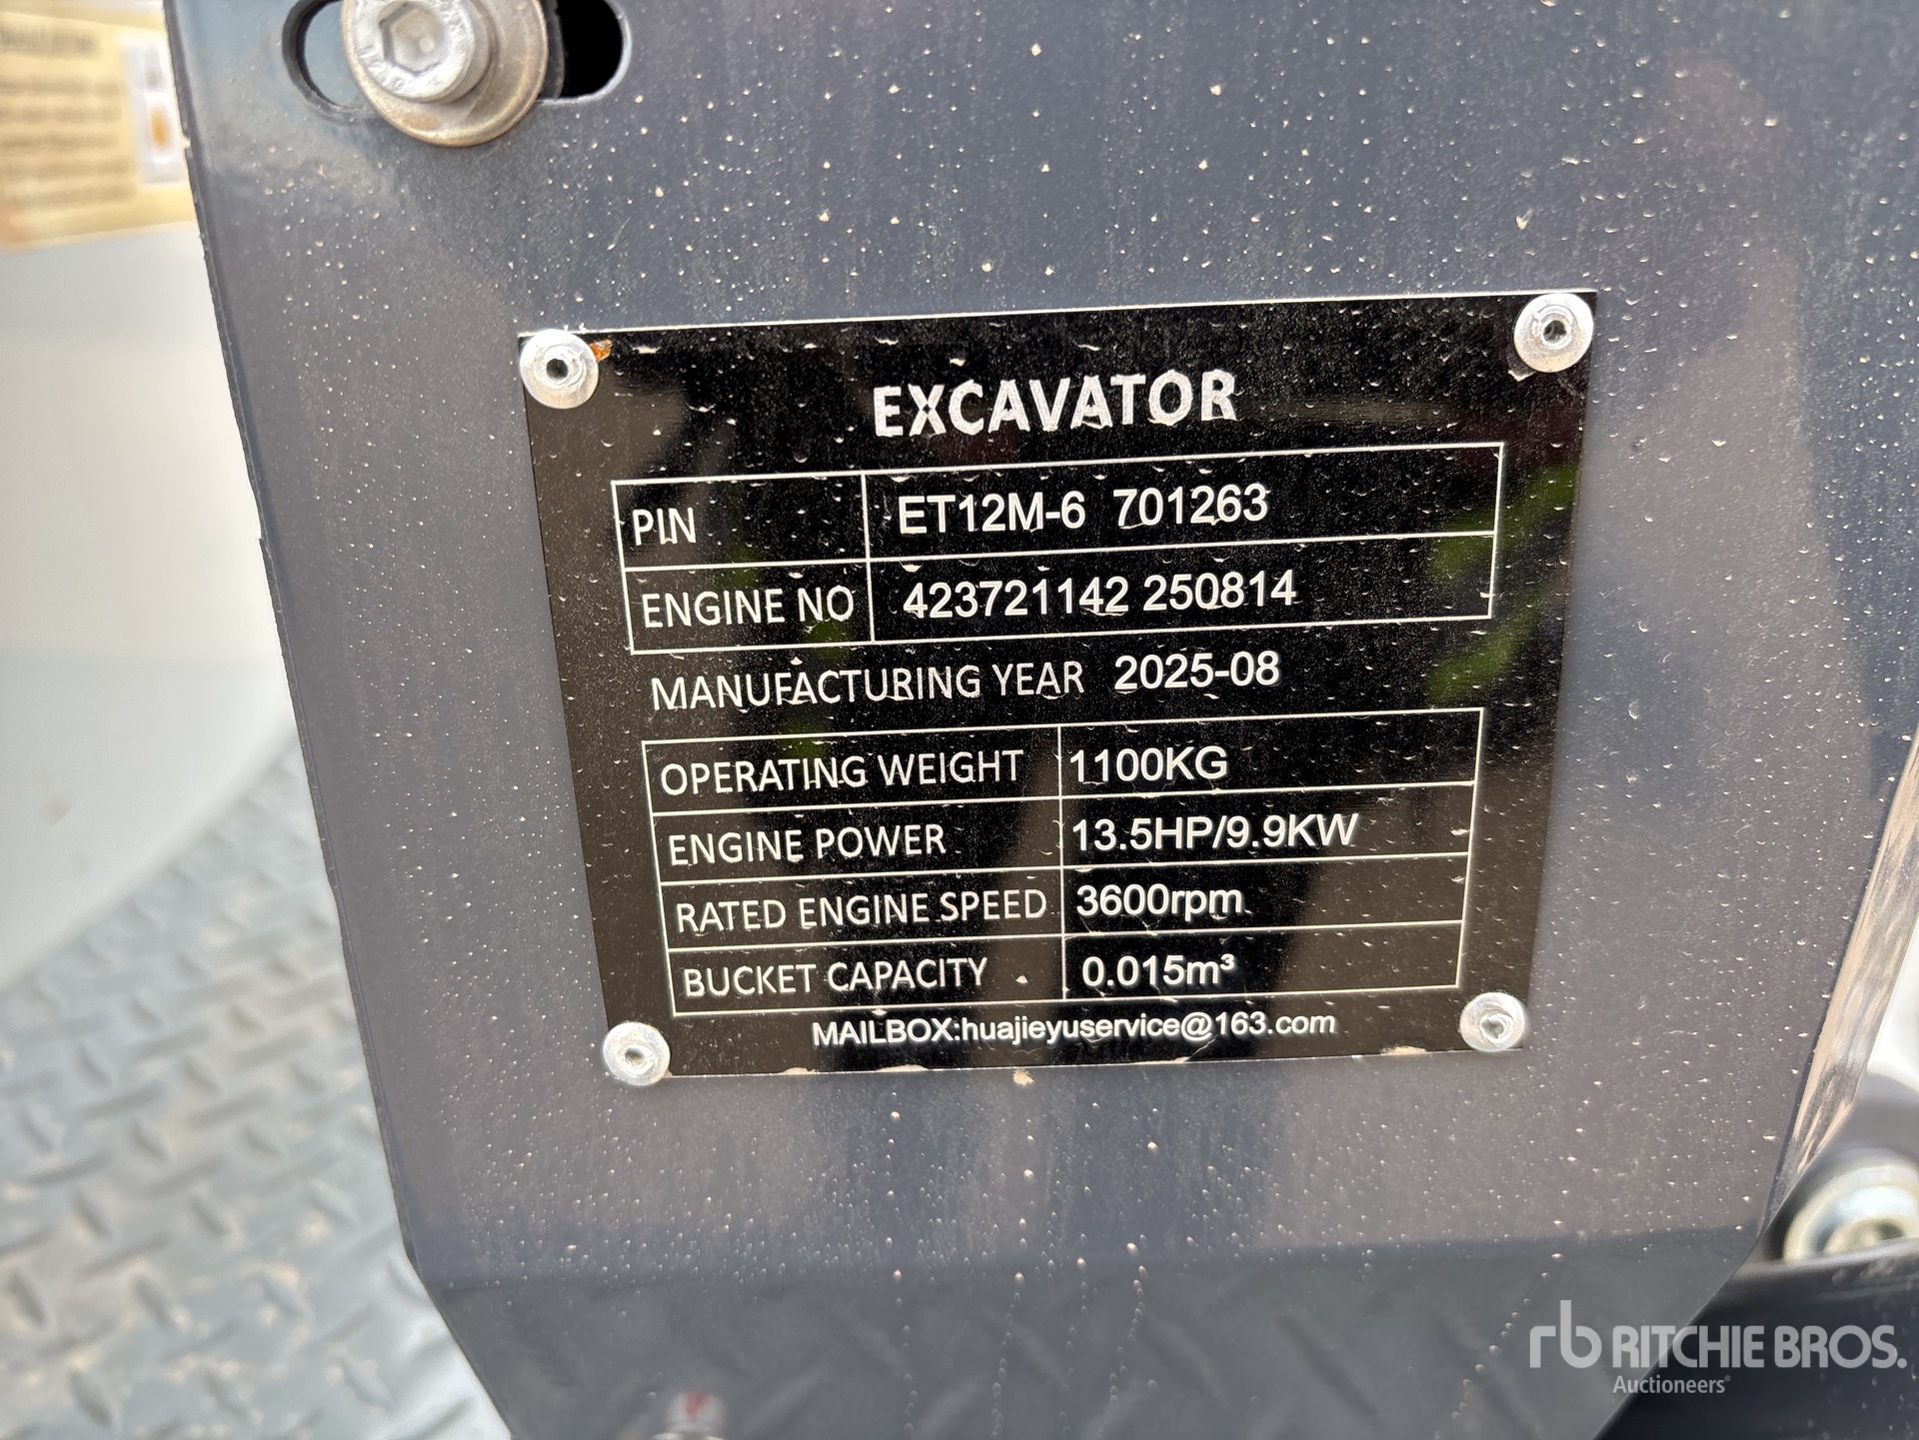 EXCAVATOR
PIN ET12M-6 701263
ENGINE NO 423721142 250814
MANUFACTURING YEAR 2025-08
OPERATING WEIGHT 1100KG
ENGINE POWER 13.5HP/9.9KW
RATED ENGINE SPEED 3600rpm
BUCKET CAPACITY 0.015m³
MAILBOX:huajieyuservice@163.com
rb RITCHIE BROS.
Auctioneers®